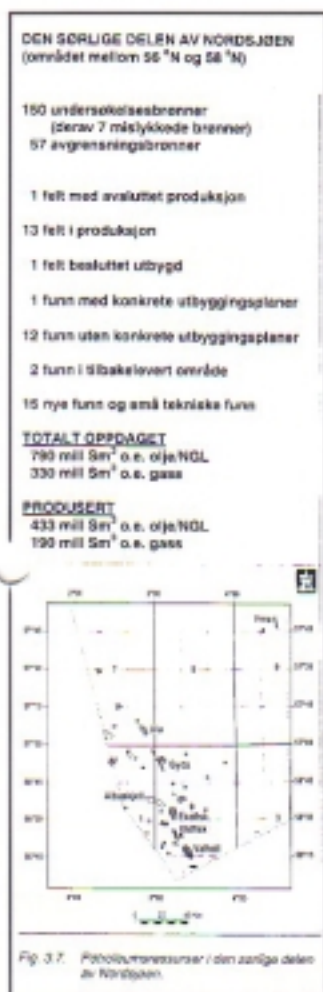 DEN SØRLIGE DELEN AV NORDSJØEN
(området mellom 56 °N og 58 °N)
150 undersøkelsesbrønner
(derav 7 mislykkede brønner)
57 avgrensningsbrønner
1 felt med avsluttet produksjon
13 felt i produksjon
1 felt besluttet utbygd
1 funn med konkrete utbyggingsplaner
12 funn uten konkrete utbyggingsplaner
2 funn i tilbakelevert område
15 nye funn og små tekniske funn
TOTALT OPPDAGET
790 mill Sm³ o.e. olje/NGL
330 mill Sm³ o.e. gass
PRODUSERT
433 mill Sm³ o.e. olje/NGL
190 mill Sm³ o.e. gass
7
8
9
Ula
Gyda
Ekofisk
Valhall
Fig. 3.7. Petroleumsressurser i den sørlige delen
av Nordsjøen.